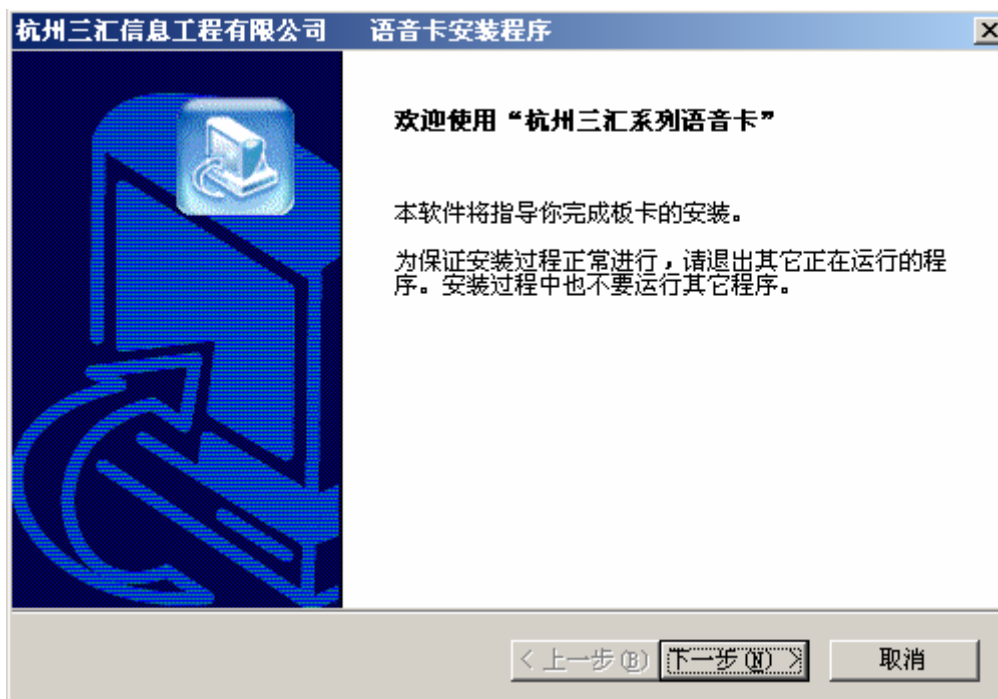 杭州三汇信息工程有限公司 语音卡安装程序
欢迎使用“杭州三汇系列语音卡”
本软件将指导你完成板卡的安装。
为保证安装过程正常进行，请退出其它正在运行的程
序。安装过程中也不要运行其它程序。
< 上一步(B) 下一步(N) > 取消